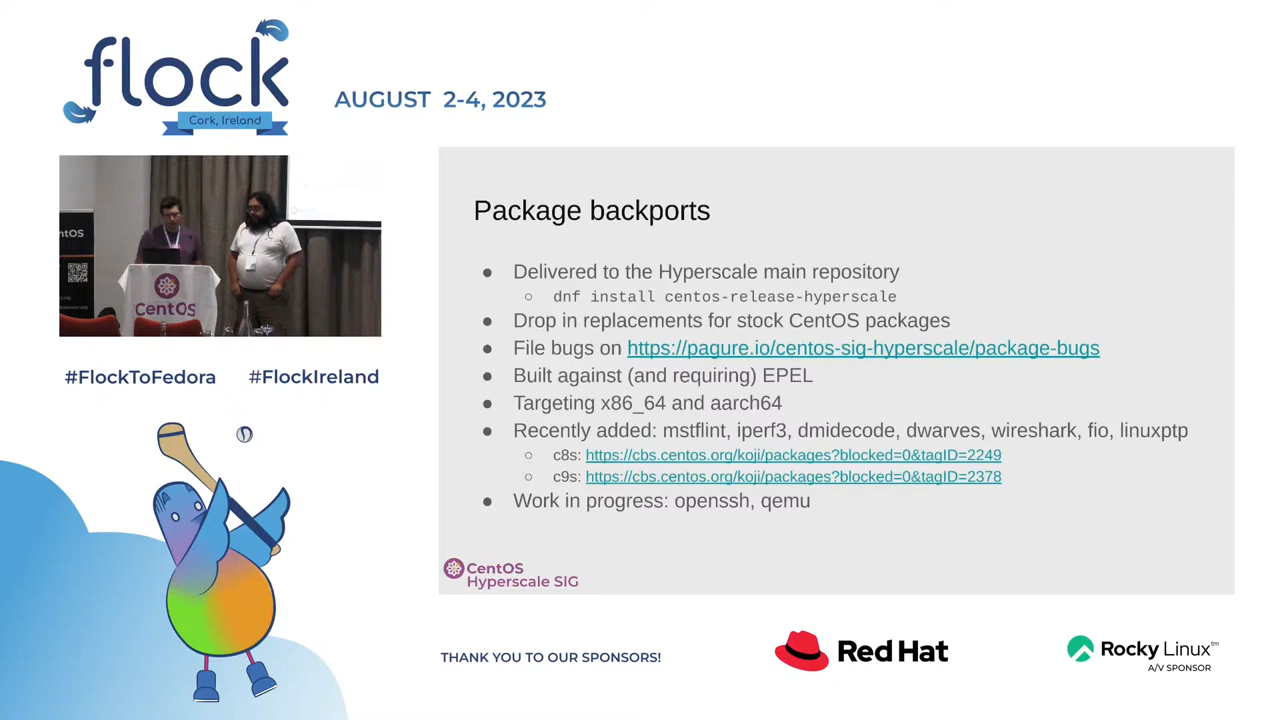 flock
Cork, Ireland
AUGUST 2-4, 2023
ntOS
CentOS
#FlockToFedora #FlockIreland
Package backports
● Delivered to the Hyperscale main repository
○ dnf install centos-release-hyperscale
● Drop in replacements for stock CentOS packages
● File bugs on https://pagure.io/centos-sig-hyperscale/package-bugs
● Built against (and requiring) EPEL
● Targeting x86_64 and aarch64
● Recently added: mstflint, iperf3, dmidecode, dwarves, wireshark, fio, linuxptp
○ c8s: https://cbs.centos.org/koji/packages?blocked=0&tagID=2249
○ c9s: https://cbs.centos.org/koji/packages?blocked=0&tagID=2378
● Work in progress: openssh, qemu
CentOS
Hyperscale SIG
THANK YOU TO OUR SPONSORS!
Red Hat
Rocky Linux™
A/V SPONSOR